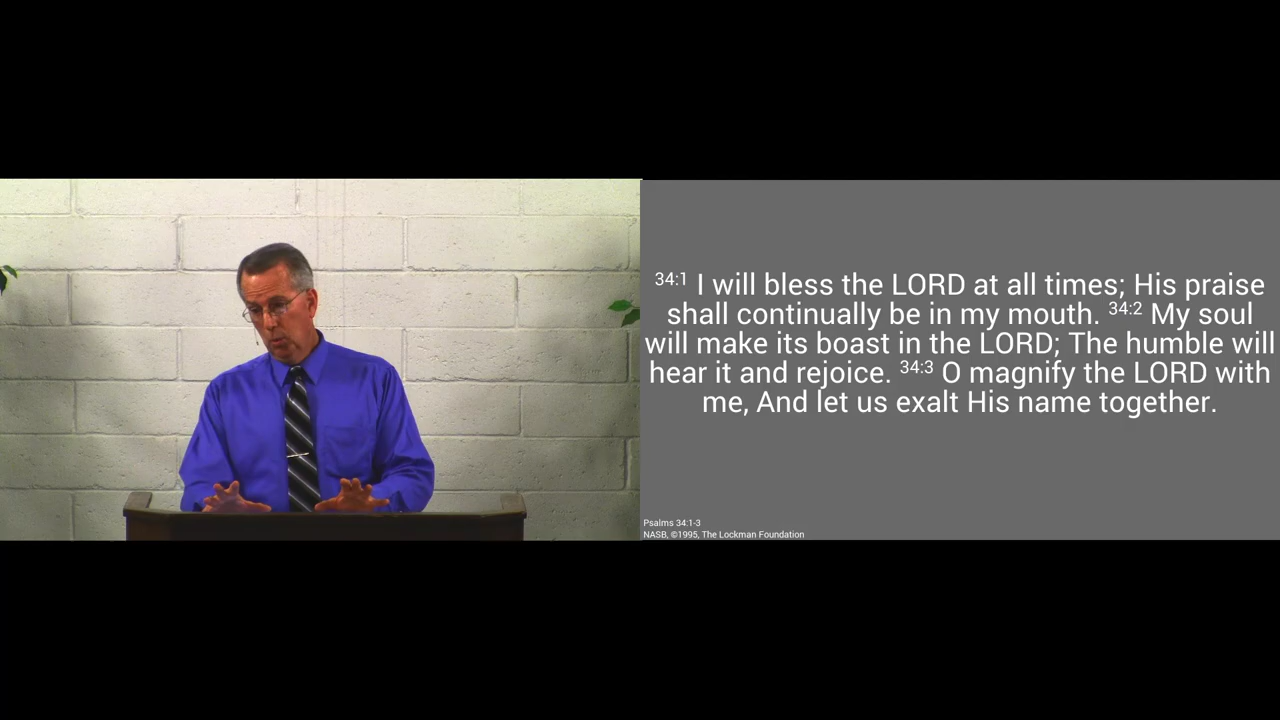 34:1 I will bless the LORD at all times; His praise
shall continually be in my mouth. 34:2 My soul
will make its boast in the LORD; The humble will
hear it and rejoice. 34:3 O magnify the LORD with
me, And let us exalt His name together.
Psalms 34:1-3
NASB, ©1995, The Lockman Foundation